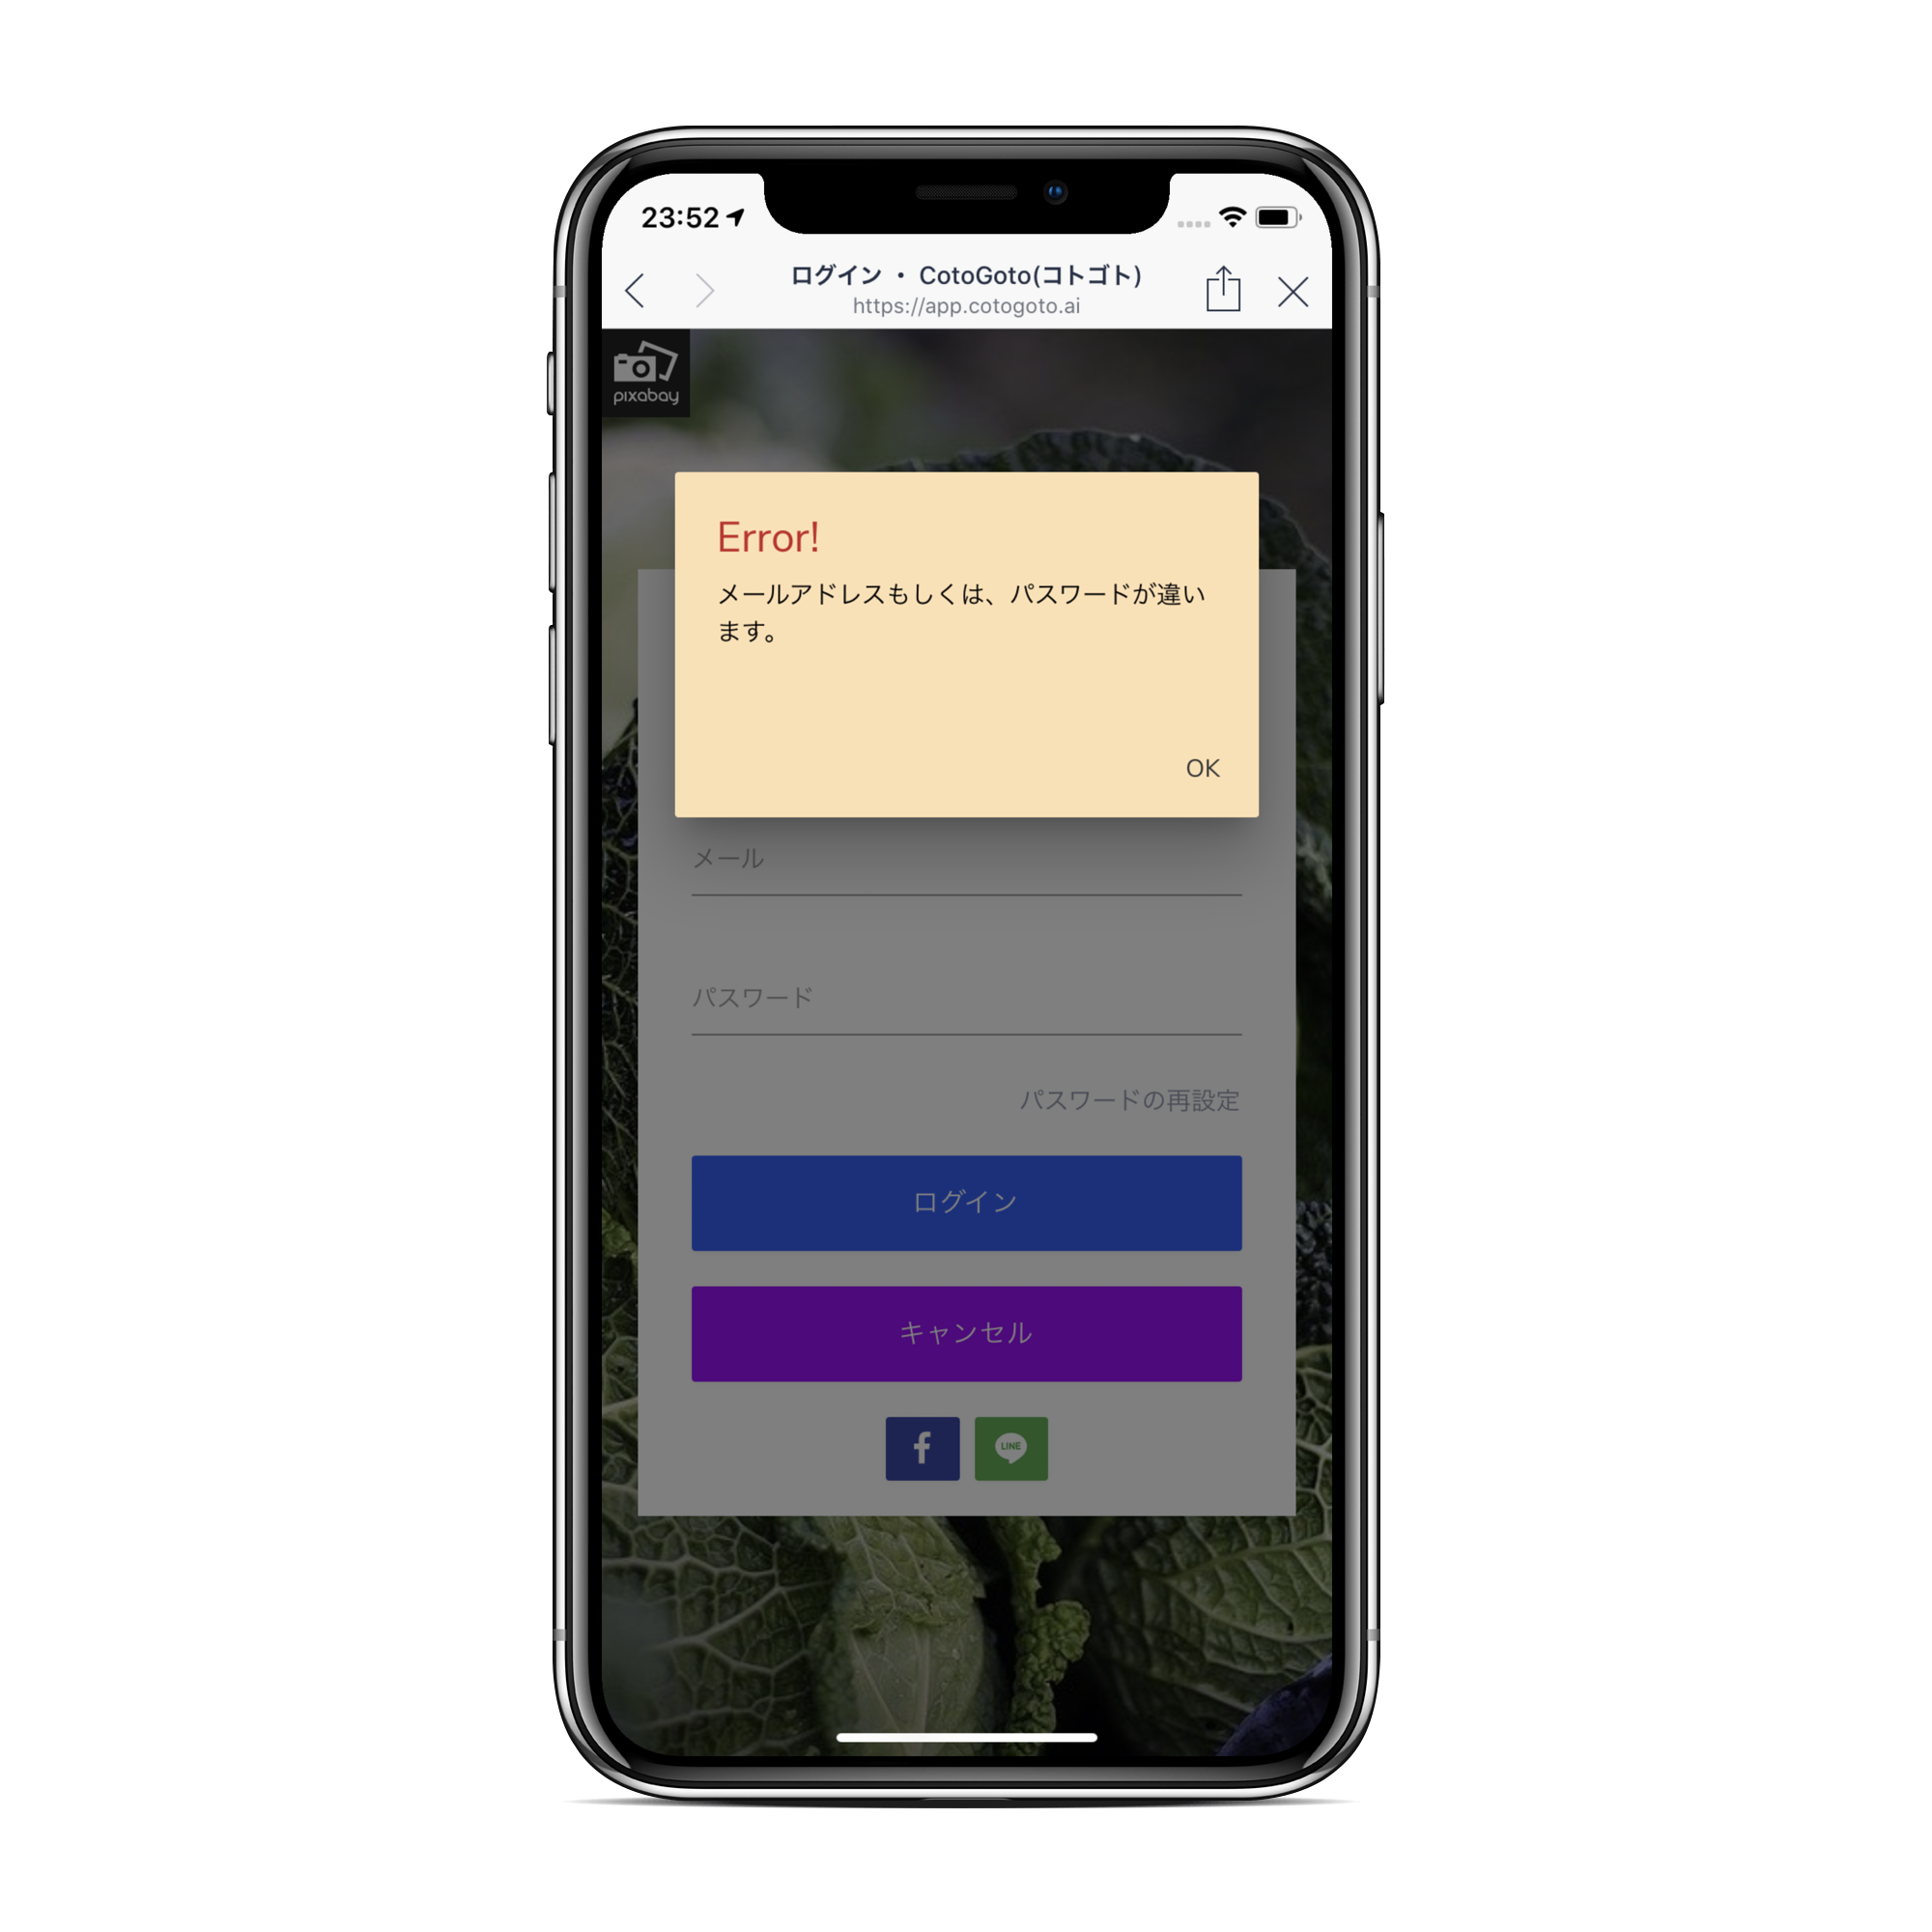 23:52
ログイン ・ CotoGoto(コトゴト)
https://app.cotogoto.ai
pixabay
Error!
メールアドレスもしくは、パスワードが違い
ます。
OK
メール
パスワード
パスワードの再設定
ログイン
キャンセル
f
LINE